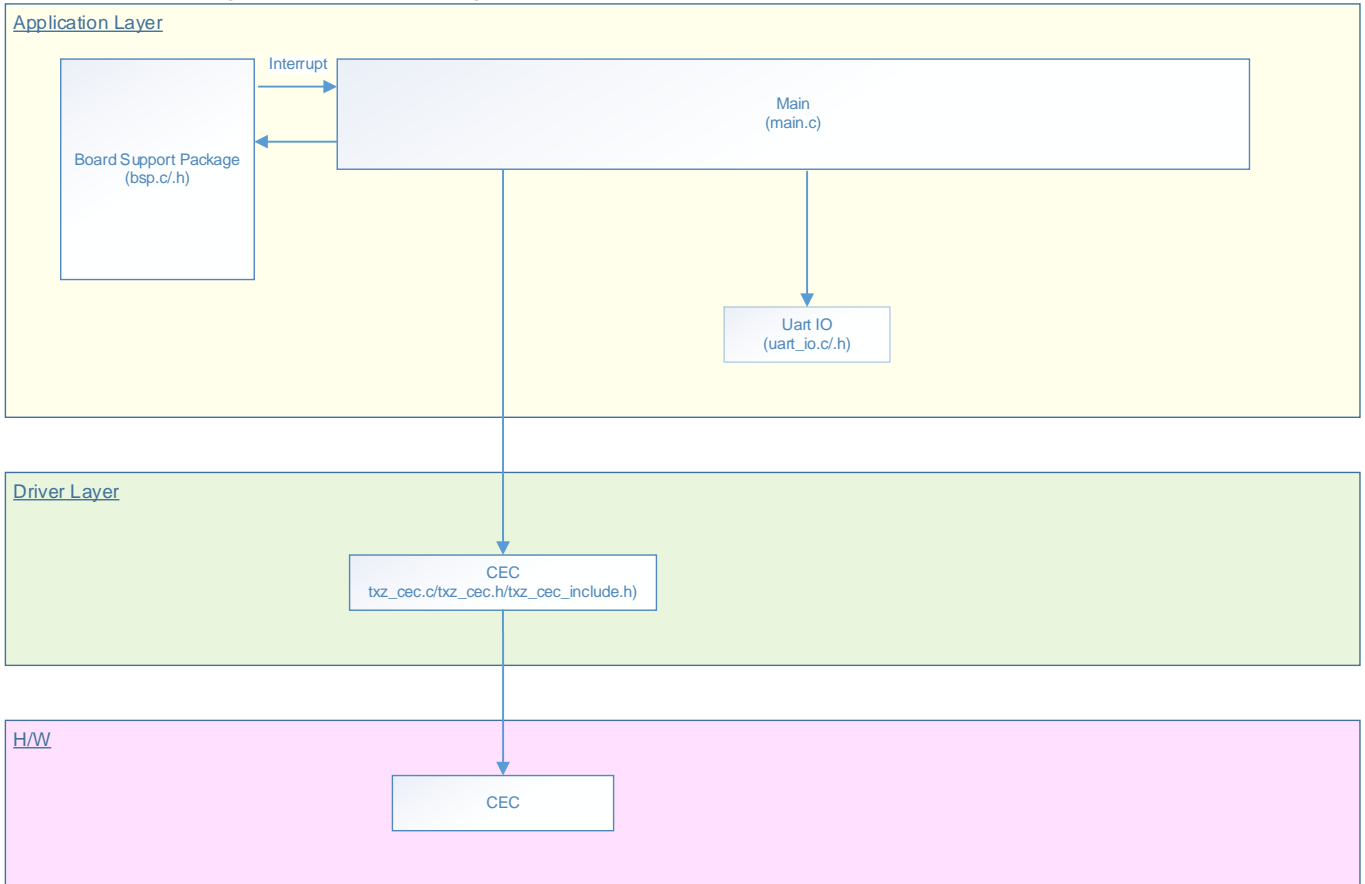 Application Layer
Interrupt
Main
(main.c)
Board Support Package
(bsp.c/.h)
Uart IO
(uart_io.c/.h)
Driver Layer
CEC
txz_cec.c/txz_cec.h/txz_cec_include.h)
H/W
CEC